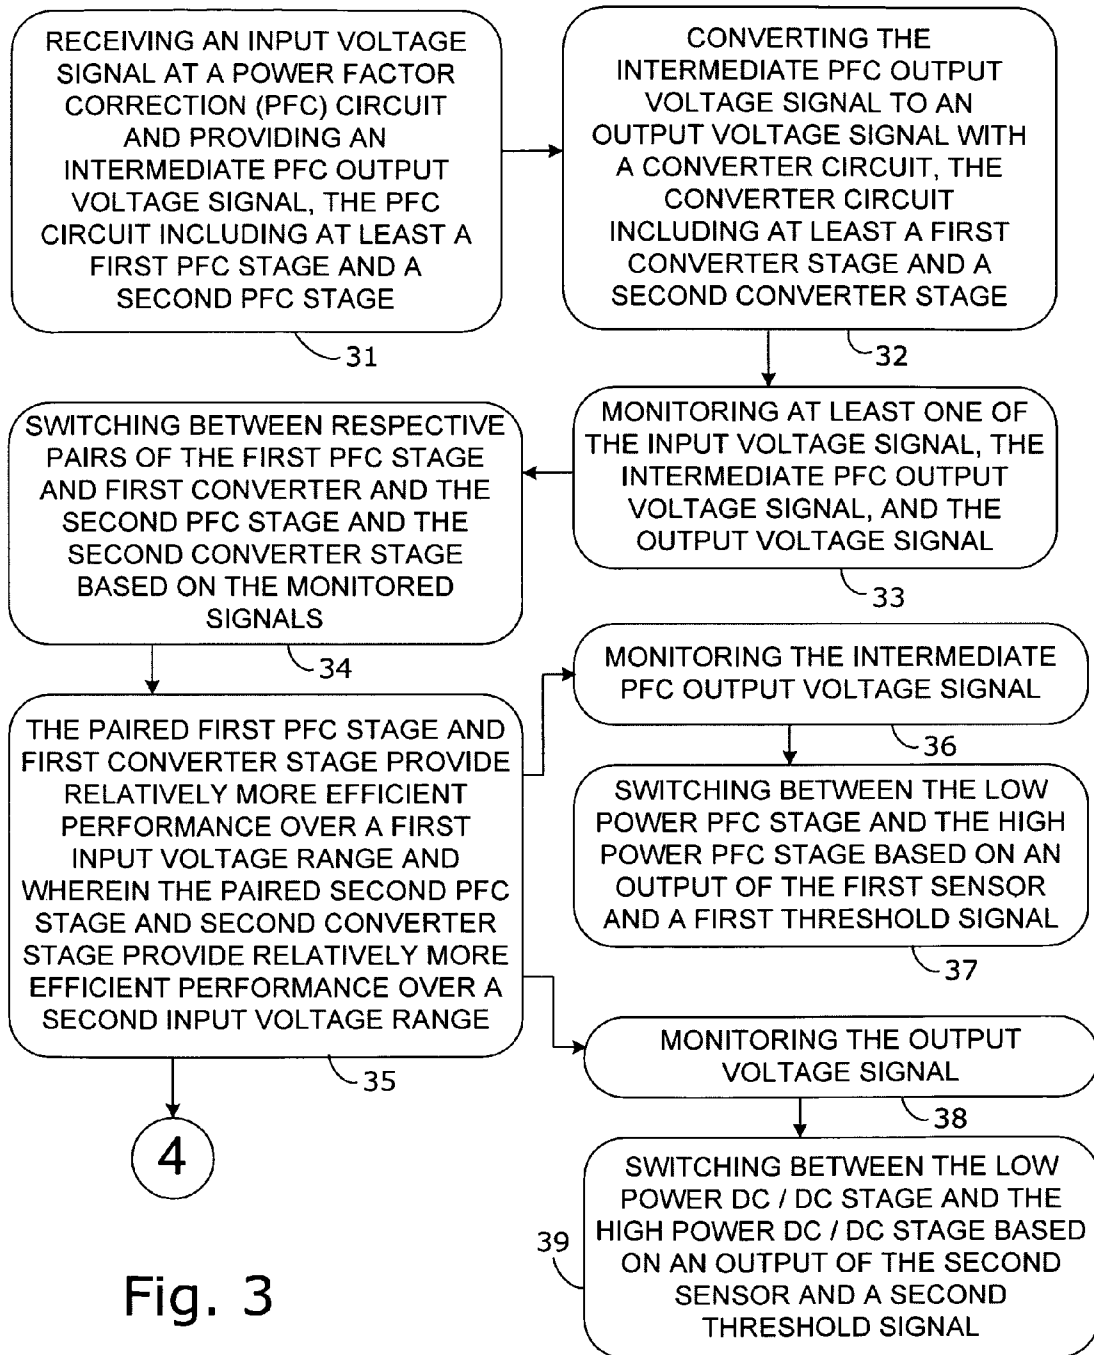 RECEIVING AN INPUT VOLTAGE
SIGNAL AT A POWER FACTOR
CORRECTION (PFC) CIRCUIT
AND PROVIDING AN
INTERMEDIATE PFC OUTPUT
VOLTAGE SIGNAL, THE PFC
CIRCUIT INCLUDING AT LEAST A
FIRST PFC STAGE AND A
SECOND PFC STAGE
31
CONVERTING THE
INTERMEDIATE PFC OUTPUT
VOLTAGE SIGNAL TO AN
OUTPUT VOLTAGE SIGNAL WITH
A CONVERTER CIRCUIT, THE
CONVERTER CIRCUIT
INCLUDING AT LEAST A FIRST
CONVERTER STAGE AND A
SECOND CONVERTER STAGE
32
MONITORING AT LEAST ONE OF
THE INPUT VOLTAGE SIGNAL, THE
INTERMEDIATE PFC OUTPUT
VOLTAGE SIGNAL, AND THE
OUTPUT VOLTAGE SIGNAL
33
SWITCHING BETWEEN RESPECTIVE
PAIRS OF THE FIRST PFC STAGE
AND FIRST CONVERTER AND THE
SECOND PFC STAGE AND THE
SECOND CONVERTER STAGE
BASED ON THE MONITORED
SIGNALS
34
THE PAIRED FIRST PFC STAGE AND
FIRST CONVERTER STAGE PROVIDE
RELATIVELY MORE EFFICIENT
PERFORMANCE OVER A FIRST
INPUT VOLTAGE RANGE AND
WHEREIN THE PAIRED SECOND PFC
STAGE AND SECOND CONVERTER
STAGE PROVIDE RELATIVELY MORE
EFFICIENT PERFORMANCE OVER A
SECOND INPUT VOLTAGE RANGE
35
4
MONITORING THE INTERMEDIATE
PFC OUTPUT VOLTAGE SIGNAL
36
SWITCHING BETWEEN THE LOW
POWER PFC STAGE AND THE HIGH
POWER PFC STAGE BASED ON AN
OUTPUT OF THE FIRST SENSOR
AND A FIRST THRESHOLD SIGNAL
37
MONITORING THE OUTPUT
VOLTAGE SIGNAL
38
SWITCHING BETWEEN THE LOW
POWER DC / DC STAGE AND THE
HIGH POWER DC / DC STAGE BASED
ON AN OUTPUT OF THE SECOND
SENSOR AND A SECOND
THRESHOLD SIGNAL
39
Fig. 3